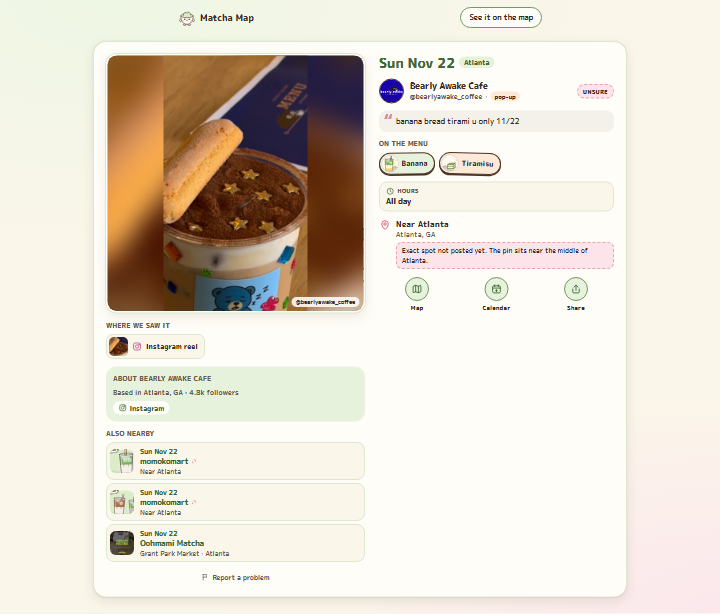 Matcha Map
See it on the map
MENU
@bearlyawake_coffee
Sun Nov 22
Atlanta
Bearly Awake Cafe
@bearlyawake_coffee · pop-up
UNSURE
banana bread tirami u only 11/22
ON THE MENU
Banana
Tiramisu
HOURS
All day
Near Atlanta
Atlanta, GA
Exact spot not posted yet. The pin sits near the middle of
Atlanta.
Map
Calendar
Share
WHERE WE SAW IT
Instagram reel
ABOUT BEARLY AWAKE CAFE
Based in Atlanta, GA · 4.8k followers
Instagram
ALSO NEARBY
Sun Nov 22
momokomart
Near Atlanta
Sun Nov 22
momokomart
Near Atlanta
Sun Nov 22
Oohmami Matcha
Grant Park Market · Atlanta
Report a problem